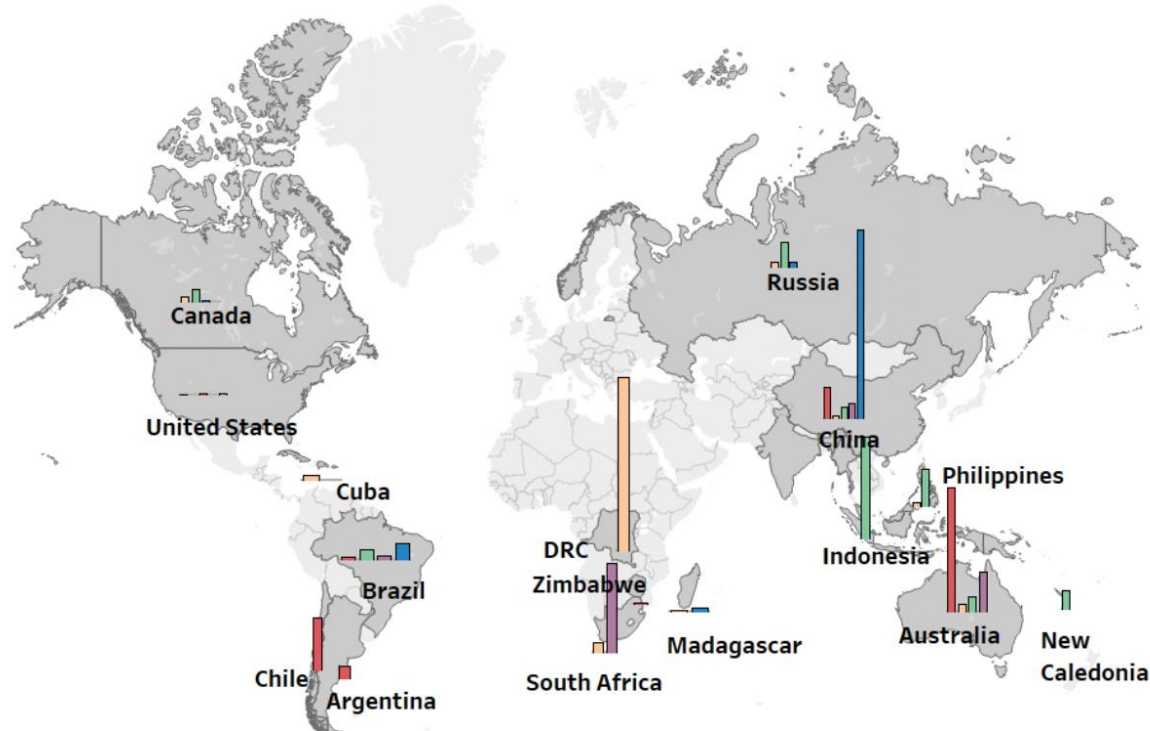 Canada
Russia
United States
China
Cuba
Philippines
DRC
Indonesia
Zimbabwe
Brazil
Australia
New
Caledonia
Madagascar
Chile
South Africa
Argentina